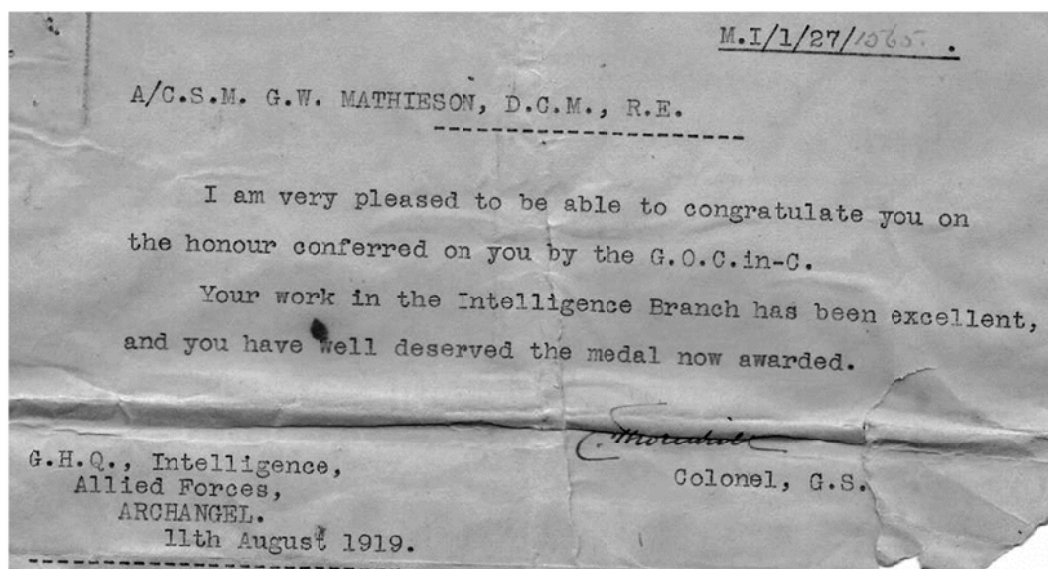 M.I/1/27/1565.
A/C.S.M. G.W. MATHIESON, D.C.M., R.E.
I am very pleased to be able to congratulate you on
the honour conferred on you by the G.O.C.in-C.
Your work in the Intelligence Branch has been excellent,
and you have well deserved the medal now awarded.
Colonel, G.S.
G.H.Q., Intelligence,
Allied Forces,
ARCHANGEL.
11th August 1919.